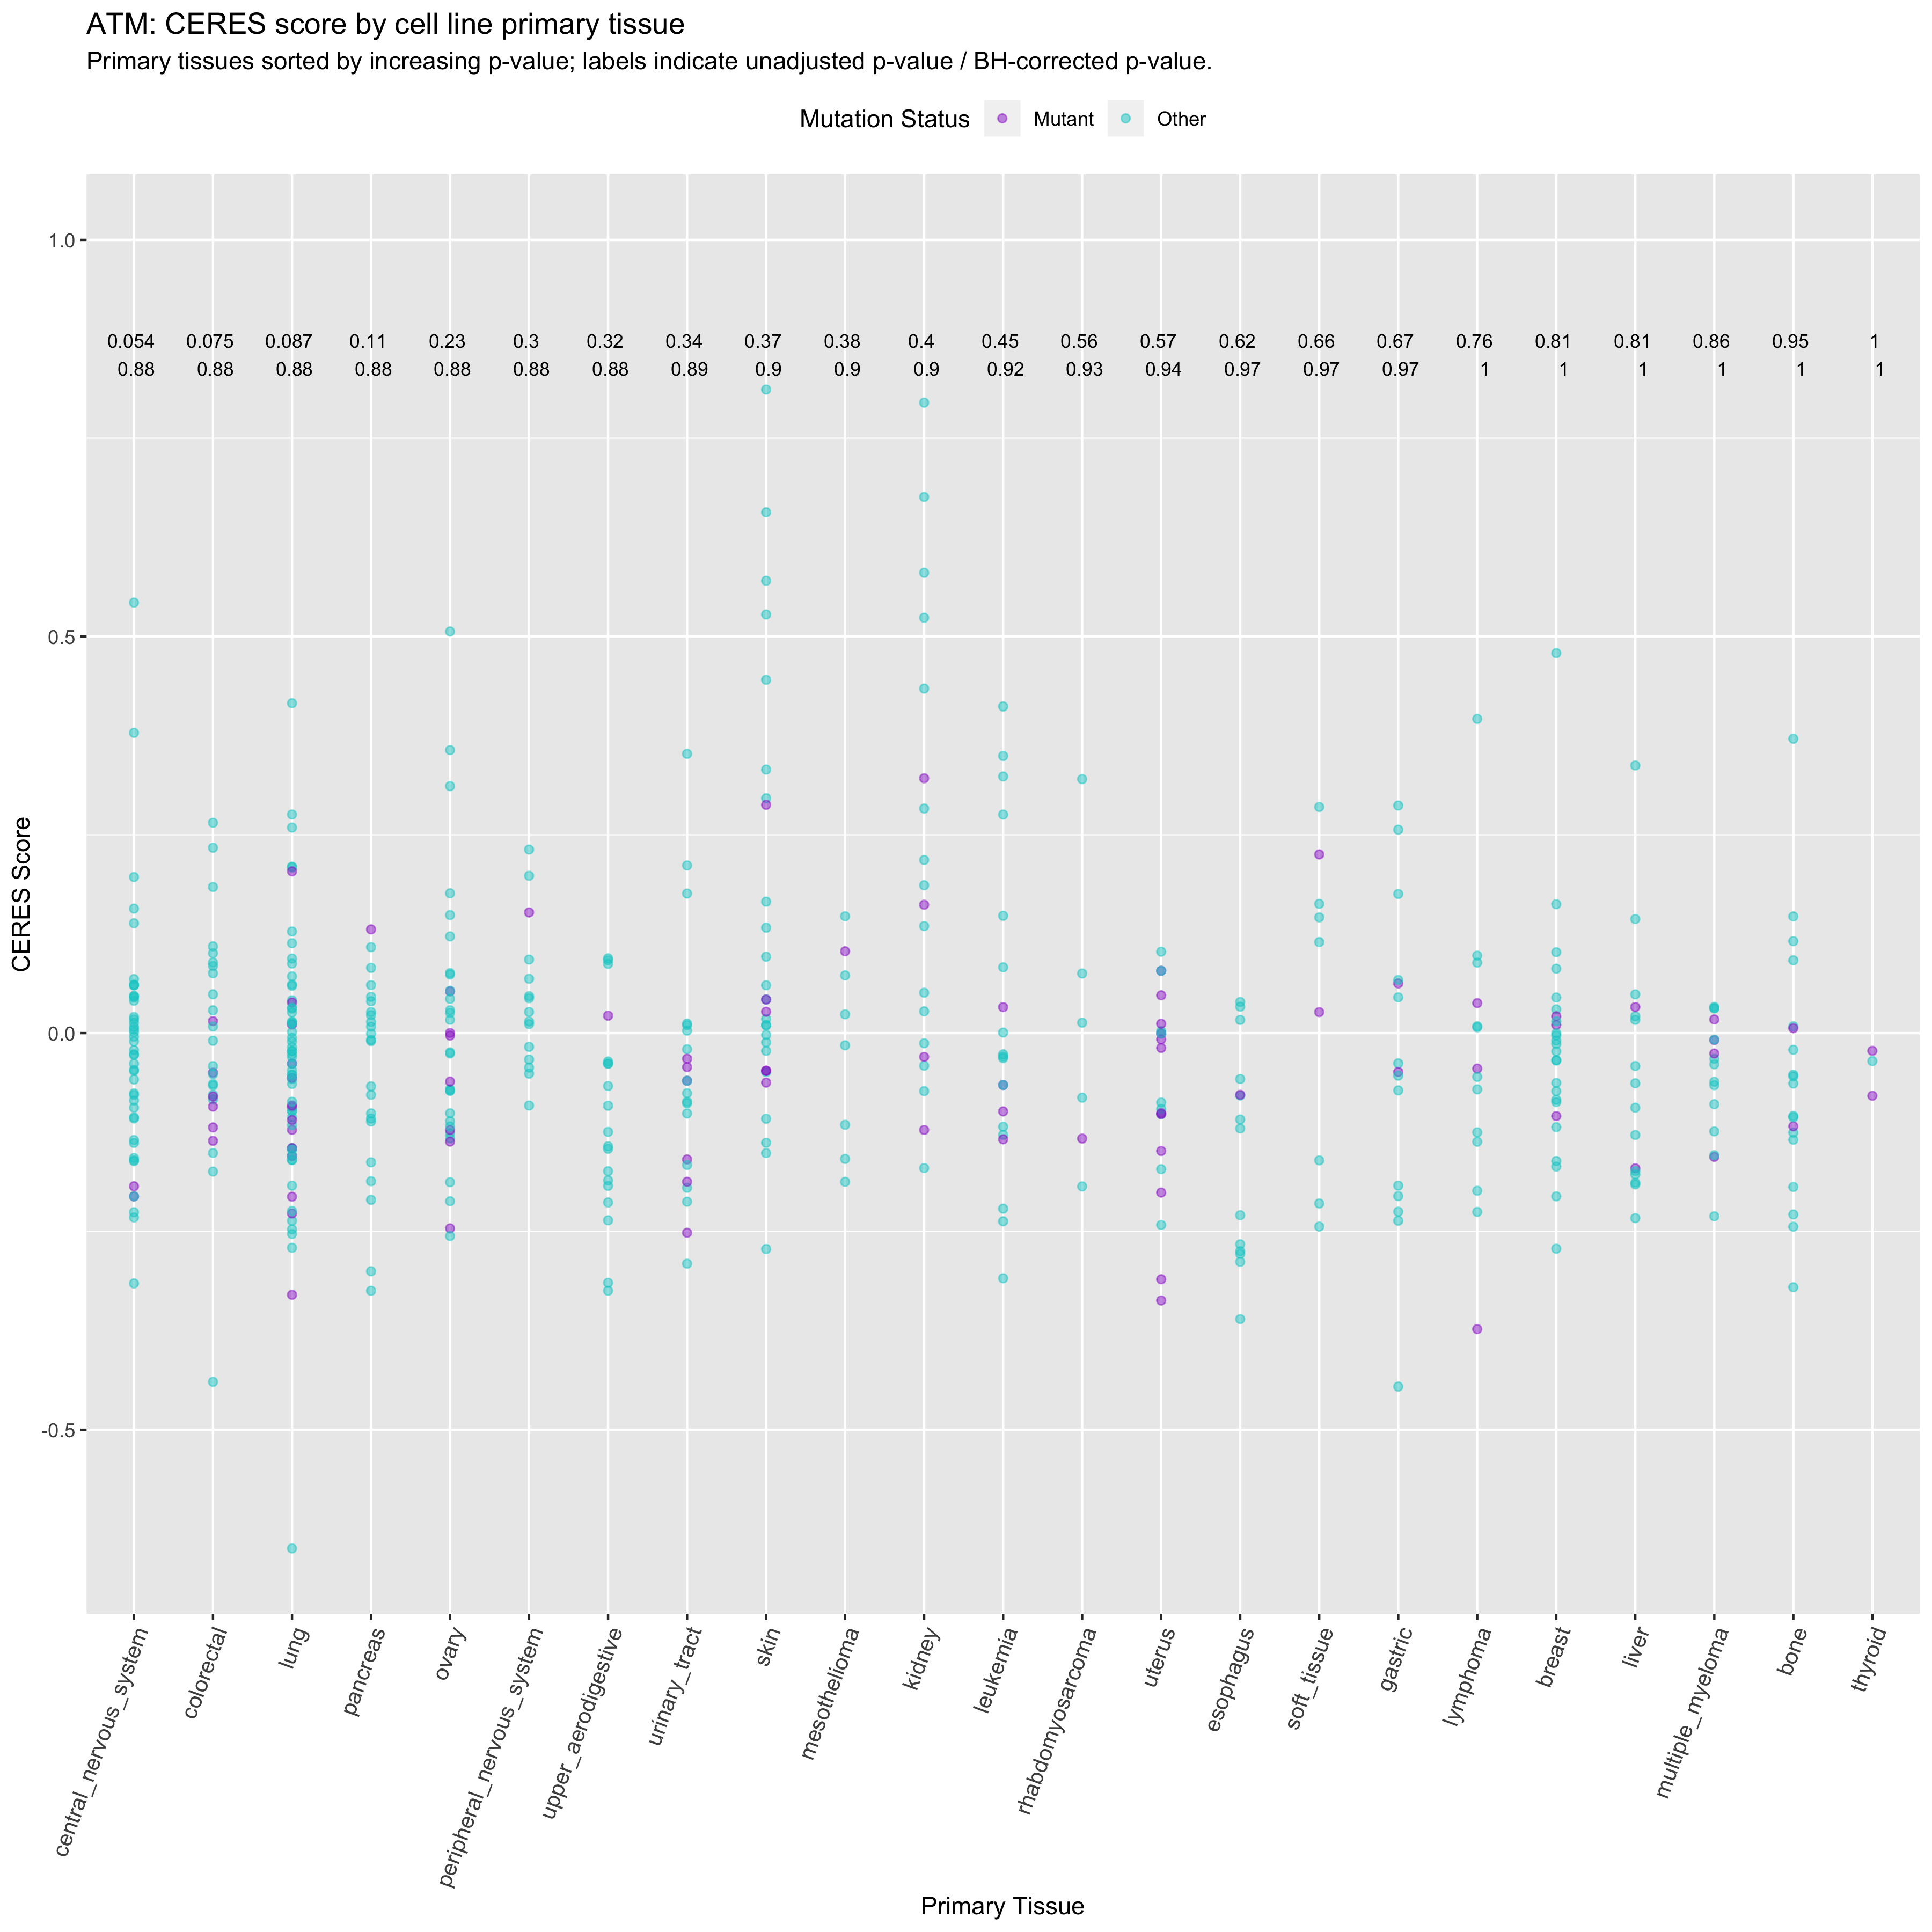 ATM: CERES score by cell line primary tissue
Primary tissues sorted by increasing p-value; labels indicate unadjusted p-value / BH-corrected p-value.
Mutation Status Mutant Other
1.0
0.054 0.075 0.087 0.11 0.23 0.3 0.32 0.34 0.37 0.38 0.4 0.45 0.56 0.57 0.62 0.66 0.67 0.76 0.81 0.81 0.86 0.95 1
0.88 0.88 0.88 0.88 0.88 0.88 0.88 0.89 0.9 0.9 0.9 0.92 0.93 0.94 0.97 0.97 0.97 1 1 1 1 1 1
0.5
CERES Score
0.0
-0.5
central_nervous_system
colorectal
lung
pancreas
ovary
peripheral_nervous_system
upper_aerodigestive
urinary_tract
skin
mesothelioma
kidney
leukemia
rhabdomyosarcoma
uterus
esophagus
soft_tissue
gastric
lymphoma
breast
liver
multiple_myeloma
bone
thyroid
Primary Tissue